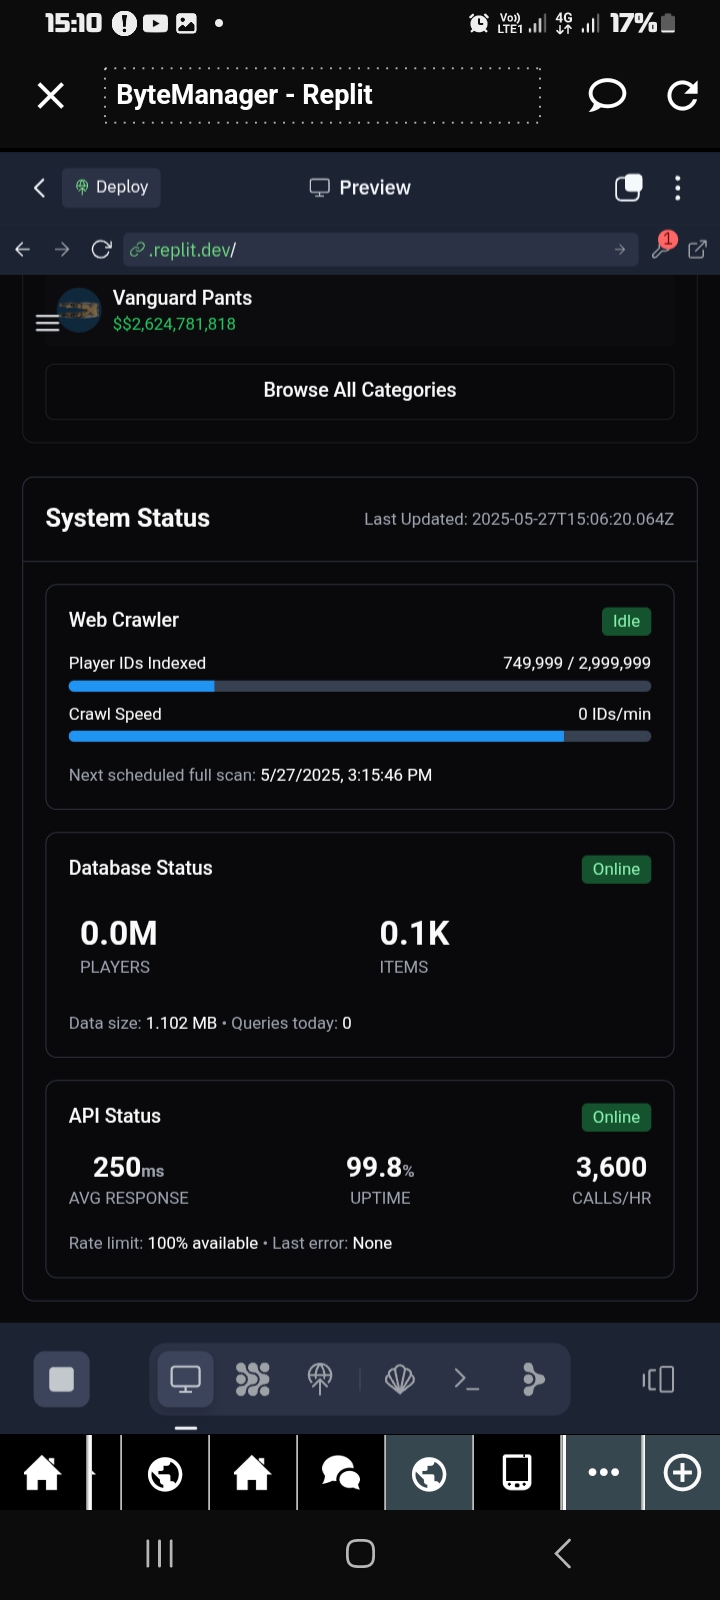 15:10
Vo)) LTE1 4G 17%
ByteManager - Replit
Deploy
Preview
.replit.dev/
1
Vanguard Pants
$$2,624,781,818
Browse All Categories
System Status
Last Updated: 2025-05-27T15:06:20.064Z
Web Crawler
Idle
Player IDs Indexed
749,999 / 2,999,999
Crawl Speed
0 IDs/min
Next scheduled full scan: 5/27/2025, 3:15:46 PM
Database Status
Online
0.0M
0.1K
PLAYERS
ITEMS
Data size: 1.102 MB • Queries today: 0
API Status
Online
250ms
99.8%
3,600
AVG RESPONSE
UPTIME
CALLS/HR
Rate limit: 100% available • Last error: None